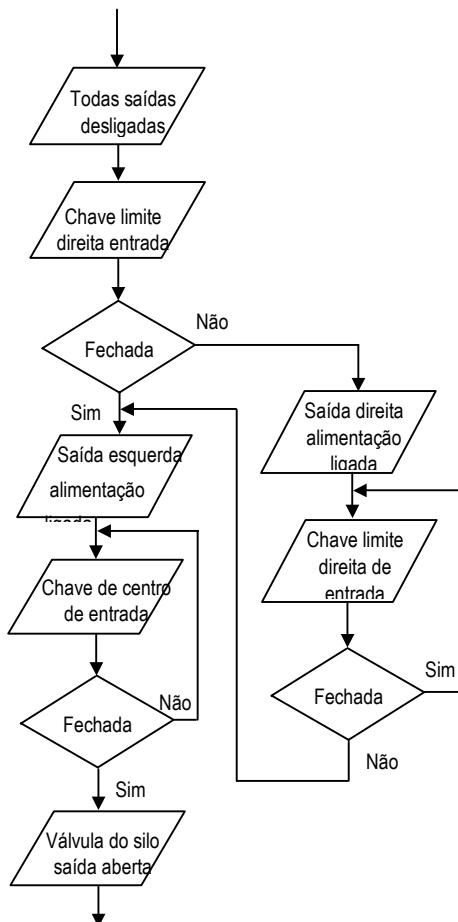 Todas saídas
desligadas
Chave limite
direita entrada
Fechada
Não
Sim
Saída esquerda
alimentação
ligada
Chave de centro
de entrada
Fechada
Não
Sim
Válvula do silo
saída aberta
Saída direita
alimentação
ligada
Chave limite
direita de
entrada
Fechada
Sim
Não